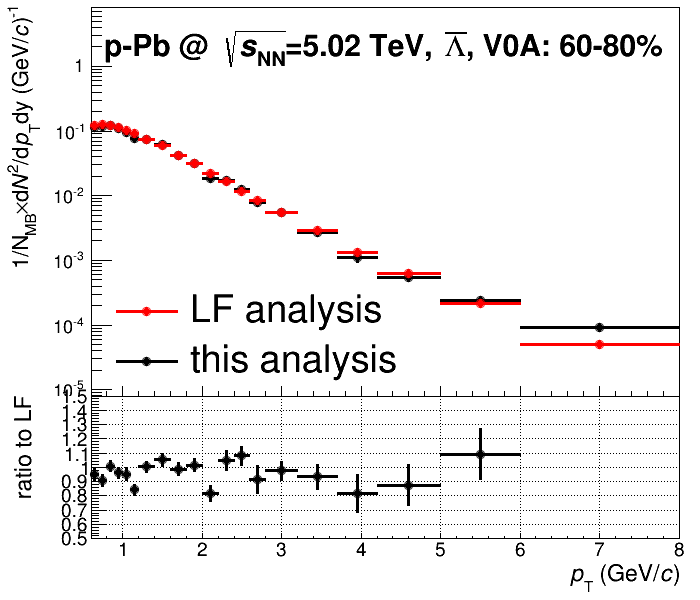 p-Pb @ √sNN=5.02 TeV, Λ̅, V0A: 60-80%
1/NMB×dN²/dpTdy (GeV/c)⁻¹
1
10⁻¹
10⁻²
10⁻³
10⁻⁴
10⁻⁵
LF analysis
this analysis
ratio to LF
1.5
1.4
1.3
1.2
1.1
1
0.9
0.8
0.7
0.6
0.5
1 2 3 4 5 6 7 8
pT (GeV/c)